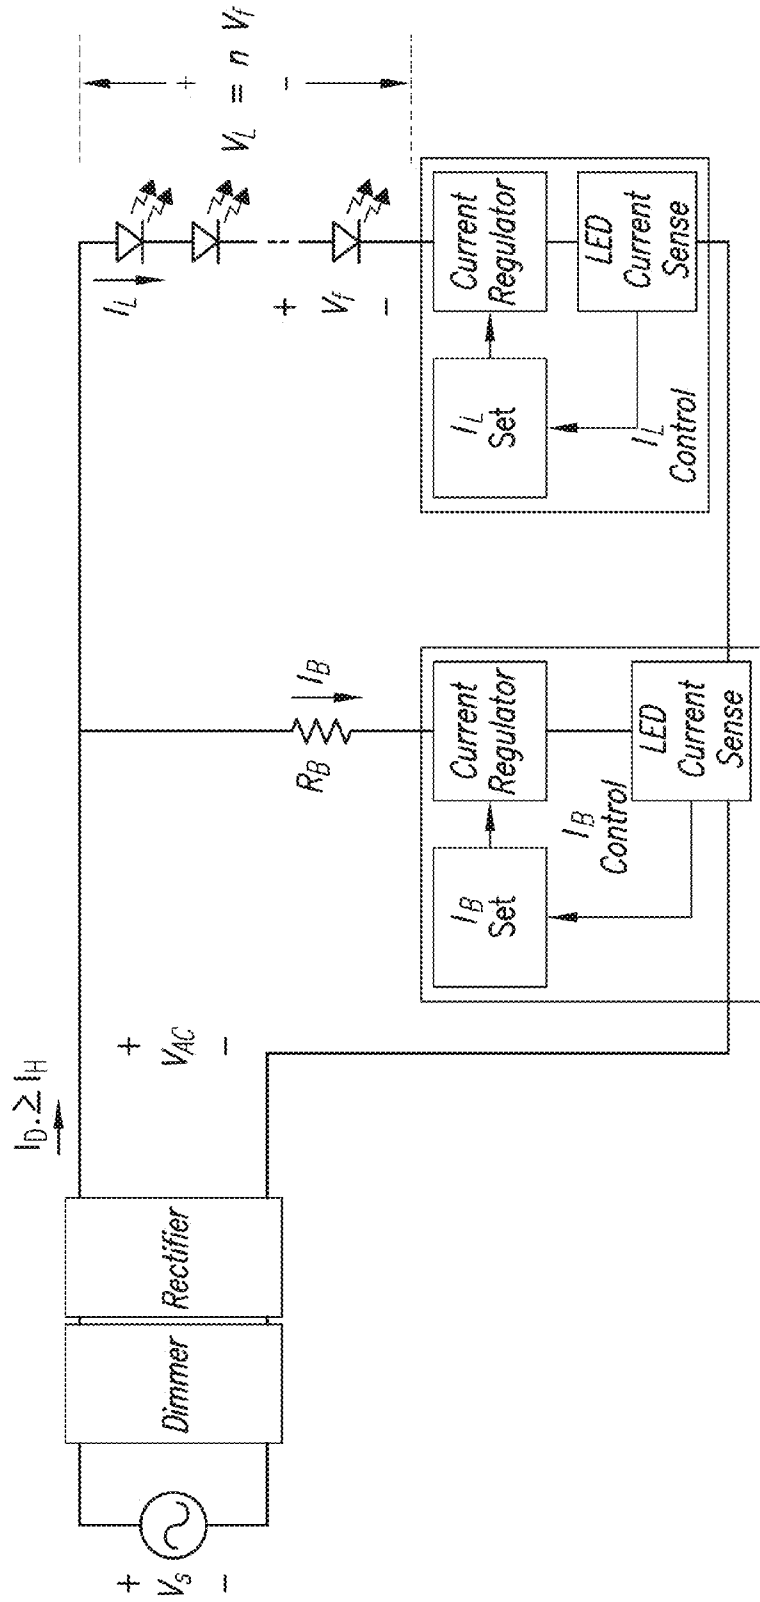 +
V_S
−
Dimmer
Rectifier
I_D. ≥ I_H
+
V_AC
−
R_B
I_B
I_B
Set
Current
Regulator
I_B
Control
LED
Current
Sense
I_L
+
V_f
−
+
V_L = n V_f
−
I_L
Set
Current
Regulator
I_L
Control
LED
Current
Sense